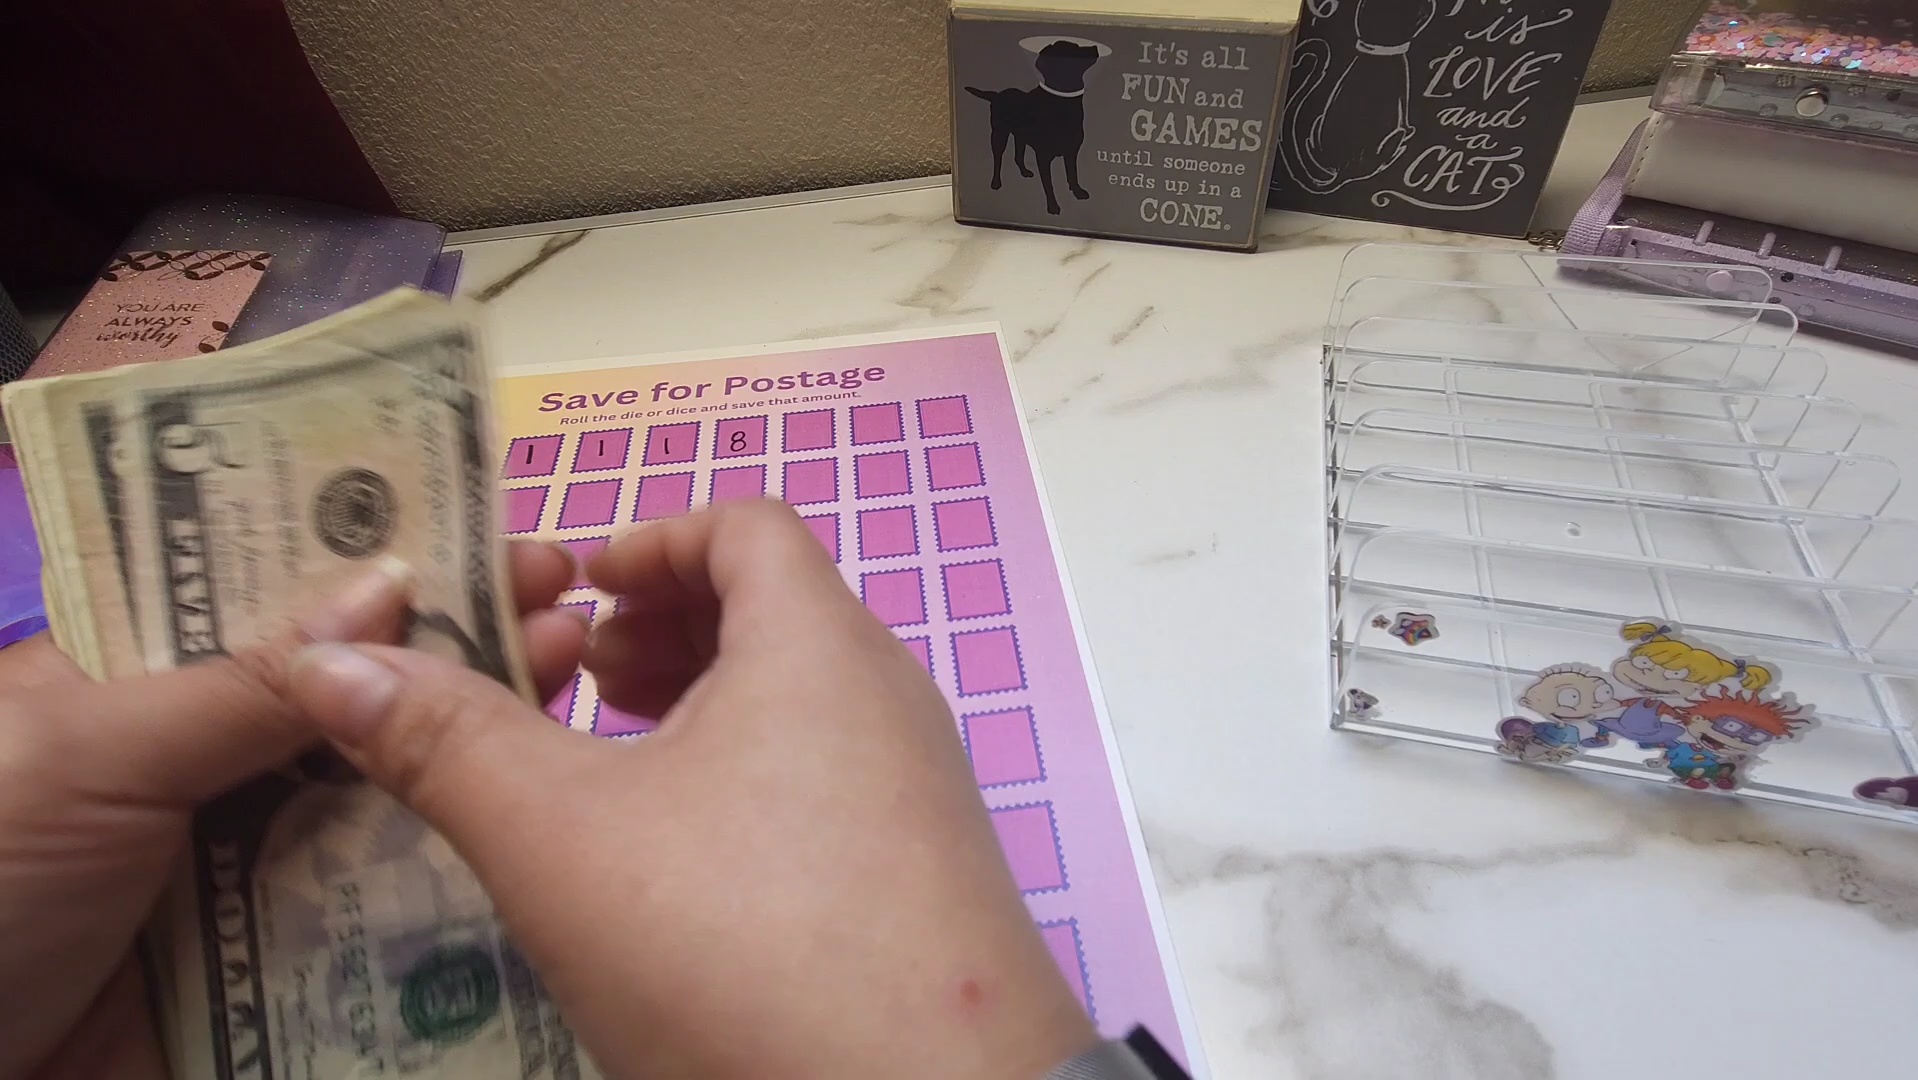 It's all
FUN and
GAMES
until someone
ends up in a
CONE.
is
LOVE
and
a
CAT
YOU ARE
ALWAYS
worthy
Save for Postage
Roll the die or dice and save that amount.
1 1 1 8
5
FIVE